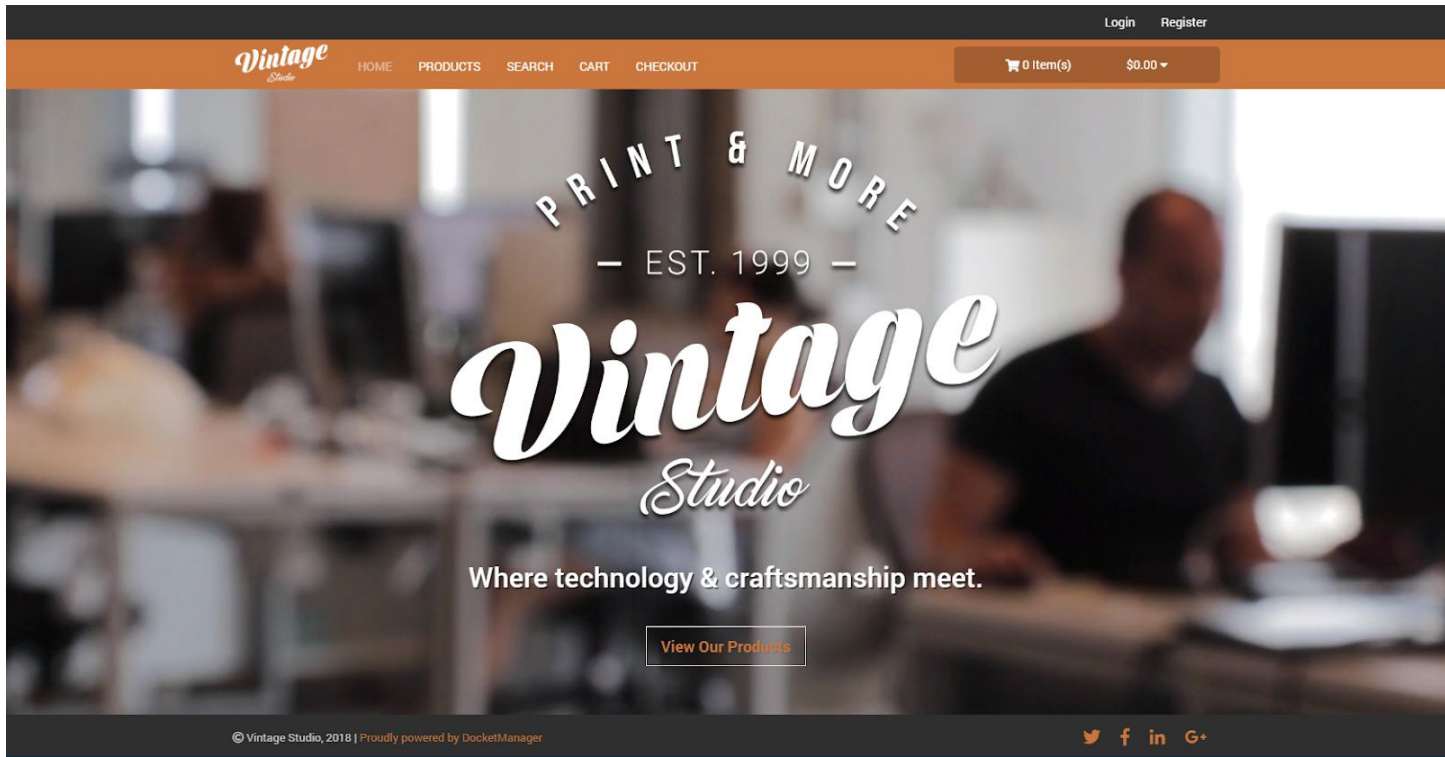 Login Register
Vintage
Studio
HOME PRODUCTS SEARCH CART CHECKOUT
0 Item(s) $0.00
PRINT & MORE
— EST. 1999 —
Vintage
Studio
Where technology & craftsmanship meet.
View Our Products
© Vintage Studio, 2018 | Proudly powered by DocketManager
f in G+